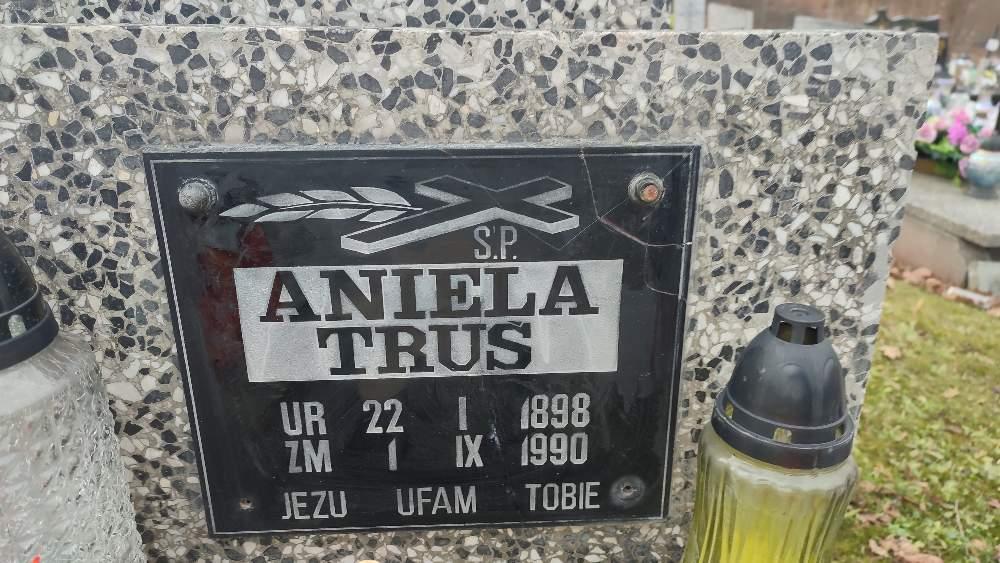 S.P.
ANIELA
TRUS
UR 22 I 1898
ZM 1 IX 1990
JEZU UFAM TOBIE